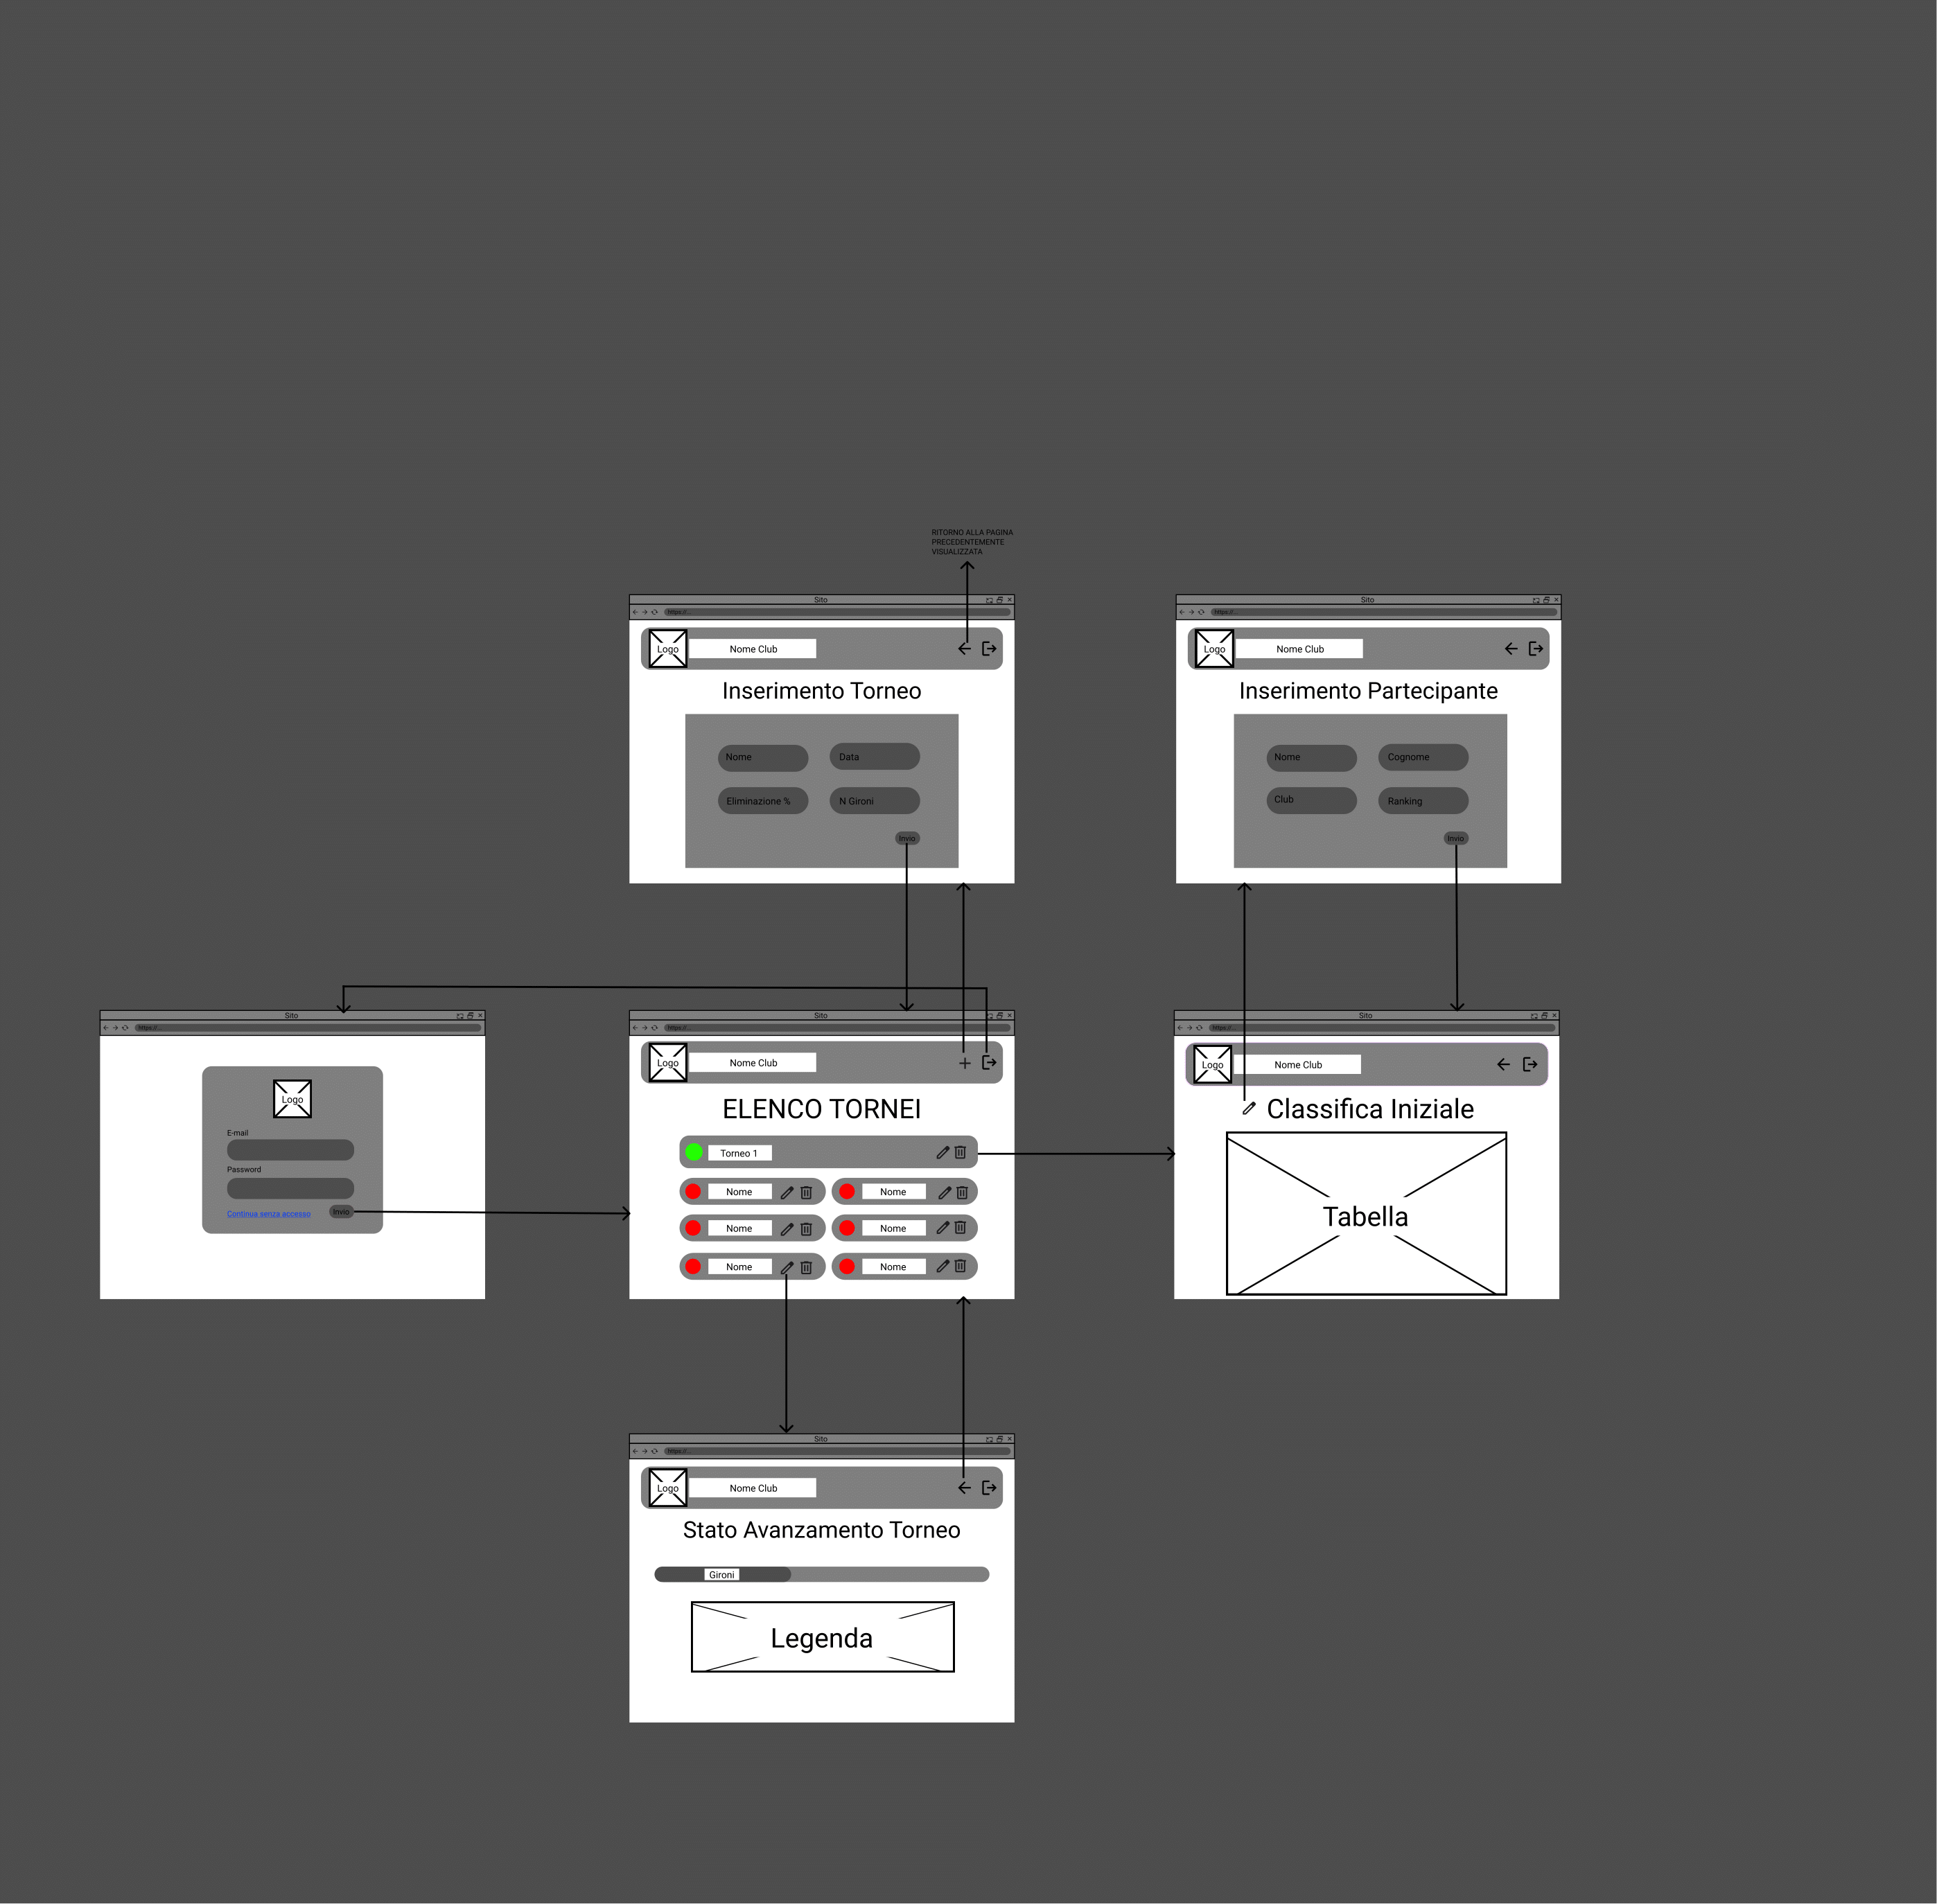 RITORNO ALLA PAGINA
PRECEDENTEMENTE
VISUALIZZATA
Sito
https://...
Logo
Nome Club
Inserimento Torneo
Nome
Data
Eliminazione %
N Gironi
Invio
Sito
https://...
Logo
Nome Club
Inserimento Partecipante
Nome
Cognome
Club
Ranking
Invio
Sito
https://...
Logo
E-mail
Password
Continua senza accesso
Invio
Sito
https://...
Logo
Nome Club
ELENCO TORNEI
Torneo 1
Nome
Nome
Nome
Nome
Nome
Nome
Sito
https://...
Logo
Nome Club
Classifica Iniziale
Tabella
Sito
https://...
Logo
Nome Club
Stato Avanzamento Torneo
Gironi
Legenda